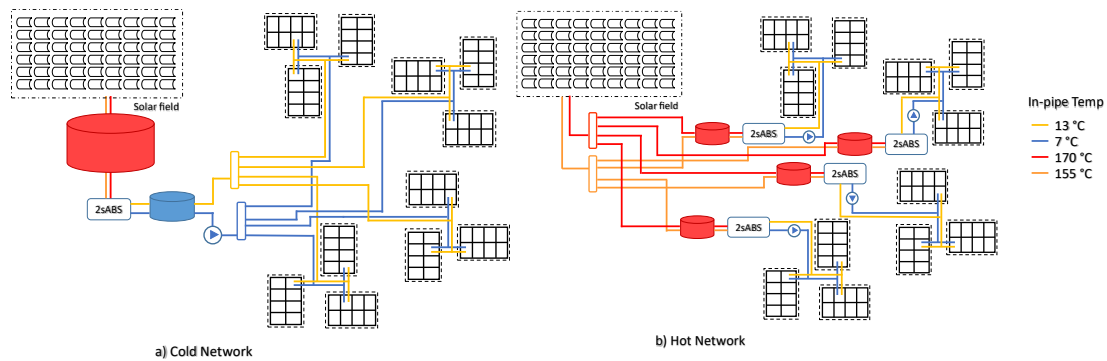 Solar field
2sABS
a) Cold Network
Solar field
2sABS
2sABS
2sABS
2sABS
b) Hot Network
In-pipe Temp
13 °C
7 °C
170 °C
155 °C